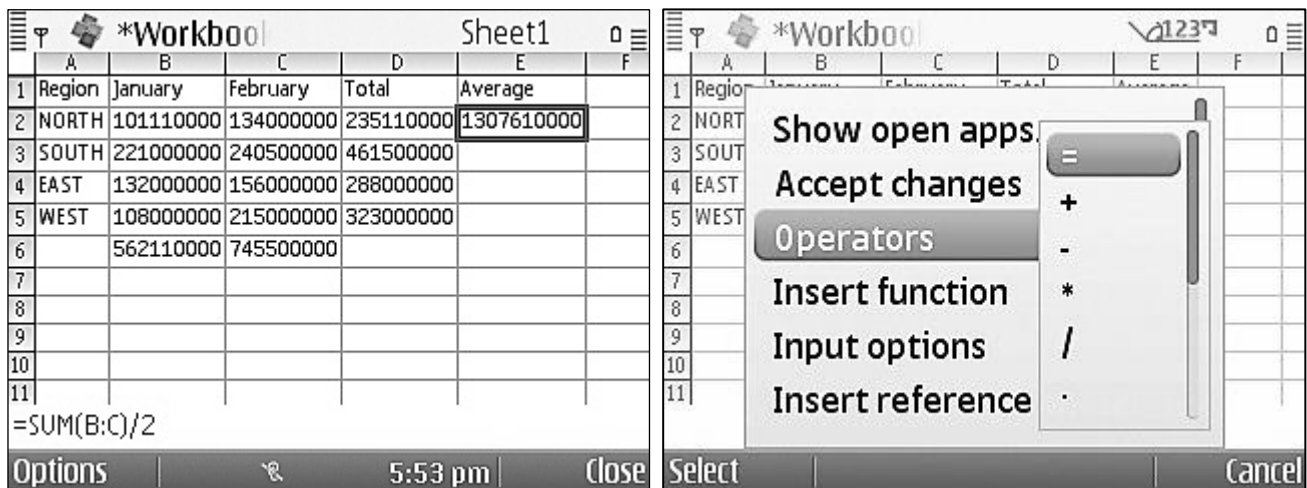 *Workboo Sheet1
A B C D E F
1 Region January February Total Average
2 NORTH 101110000 134000000 235110000 1307610000
3 SOUTH 221000000 240500000 461500000
4 EAST 132000000 156000000 288000000
5 WEST 108000000 215000000 323000000
6 562110000 745500000
7
8
9
10
11
=SUM(B:C)/2
Options 5:53 pm Close
*Workboo 123
A B C D E F
1 Regio
2 NORT
3 SOUT
4 EAST
5 WEST
6
7
8
9
10
11
Show open apps.
Accept changes
Operators
Insert function
Input options
Insert reference
=
+
-
*
/
.
Select Cancel